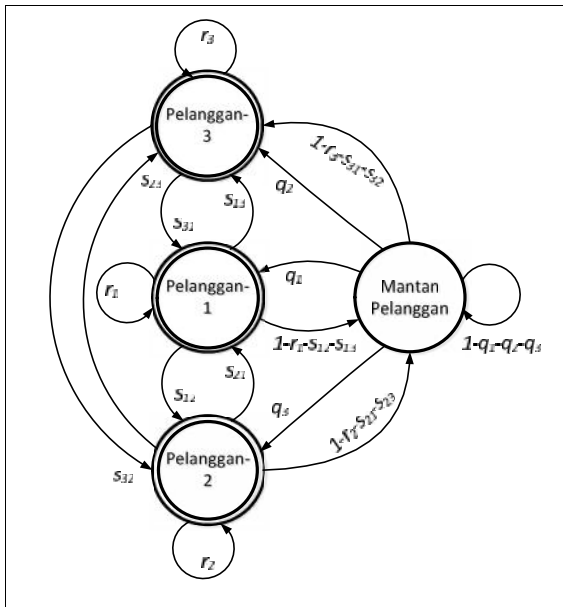 r3
Pelanggan-
3
1-r3-s31-s32
s23
s13
q2
s31
Pelanggan-
1
r1
q1
Mantan
Pelanggan
1-r1-s12-s13
1-q1-q2-q3
s12
s21
q3
Pelanggan-
2
1-r2-s21-s23
s32
r2